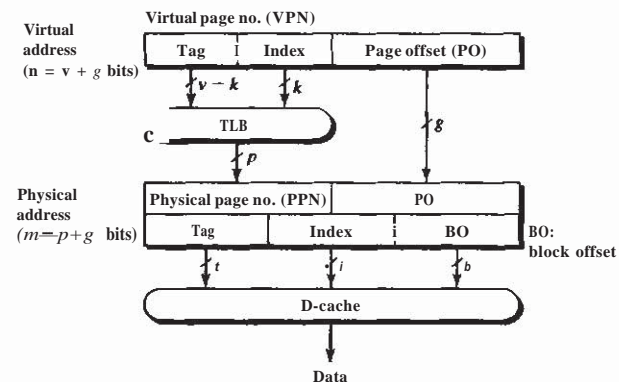 Virtual page no. (VPN)
Virtual
address
(n = v + g bits)
Tag I Index Page offset (PO)
v – k k
c TLB g
p
Physical
address
(m—p+g bits)
Physical page no. (PPN) PO
Tag Index i BO
BO:
block offset
t i b
D-cache
Data